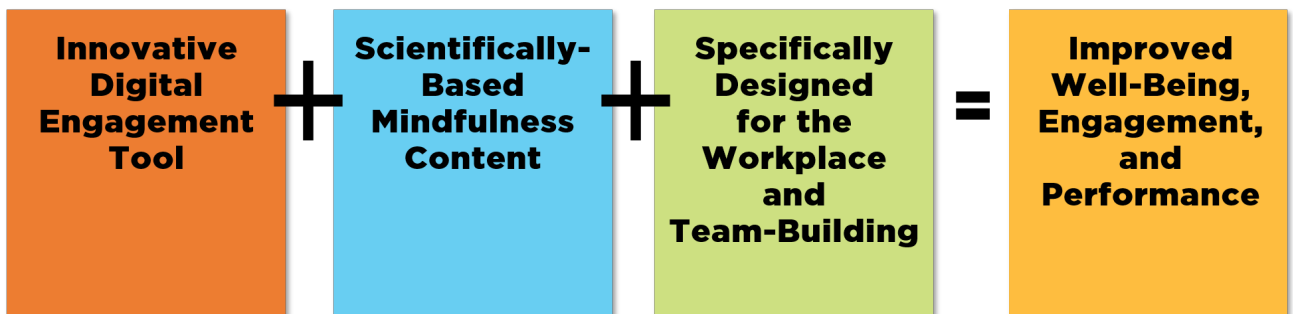 Innovative
Digital
Engagement
Tool
+
Scientifically-
Based
Mindfulness
Content
+
Specifically
Designed
for the
Workplace
and
Team-Building
=
Improved
Well-Being,
Engagement,
and
Performance